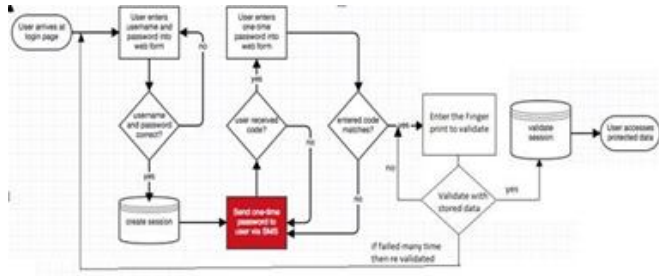 User arrives at
login page
User enters
username and
password into
web form
no
username
and password
correct?
yes
create session
User enters
one-time
password into
web form
yes
user received
code?
no
Send one-time
password to
user via SMS
entered code
matches?
yes
no
Enter the Finger
print to validate
no
Validate with
stored data
yes
if failed many time
then re validated
validate
session
User accesses
protected data